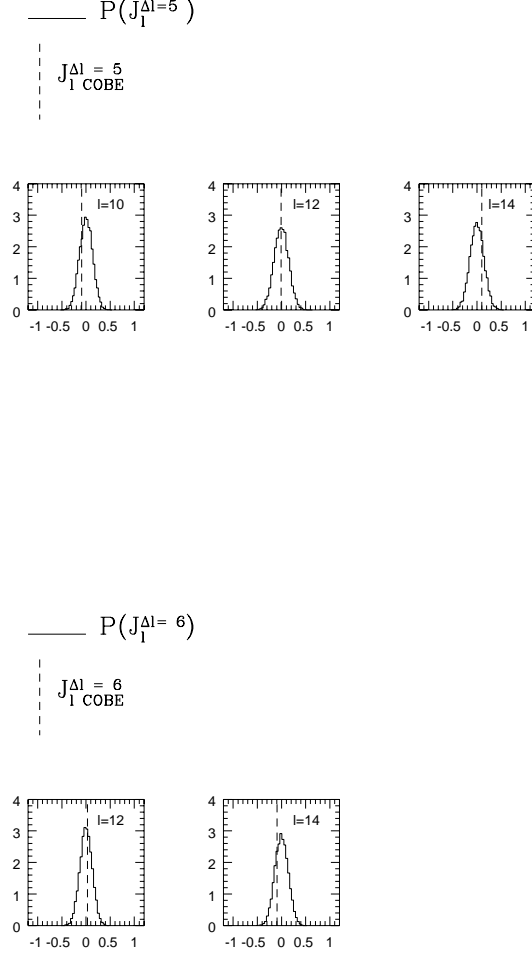 P(J_l^{Δl=5})
J_{l COBE}^{Δl = 5}
4 3 2 1 0
l=10
-1 -0.5 0 0.5 1
4 3 2 1 0
l=12
-1 -0.5 0 0.5 1
4 3 2 1 0
l=14
-1 -0.5 0 0.5 1
P(J_l^{Δl= 6})
J_{l COBE}^{Δl = 6}
4 3 2 1 0
l=12
-1 -0.5 0 0.5 1
4 3 2 1 0
l=14
-1 -0.5 0 0.5 1